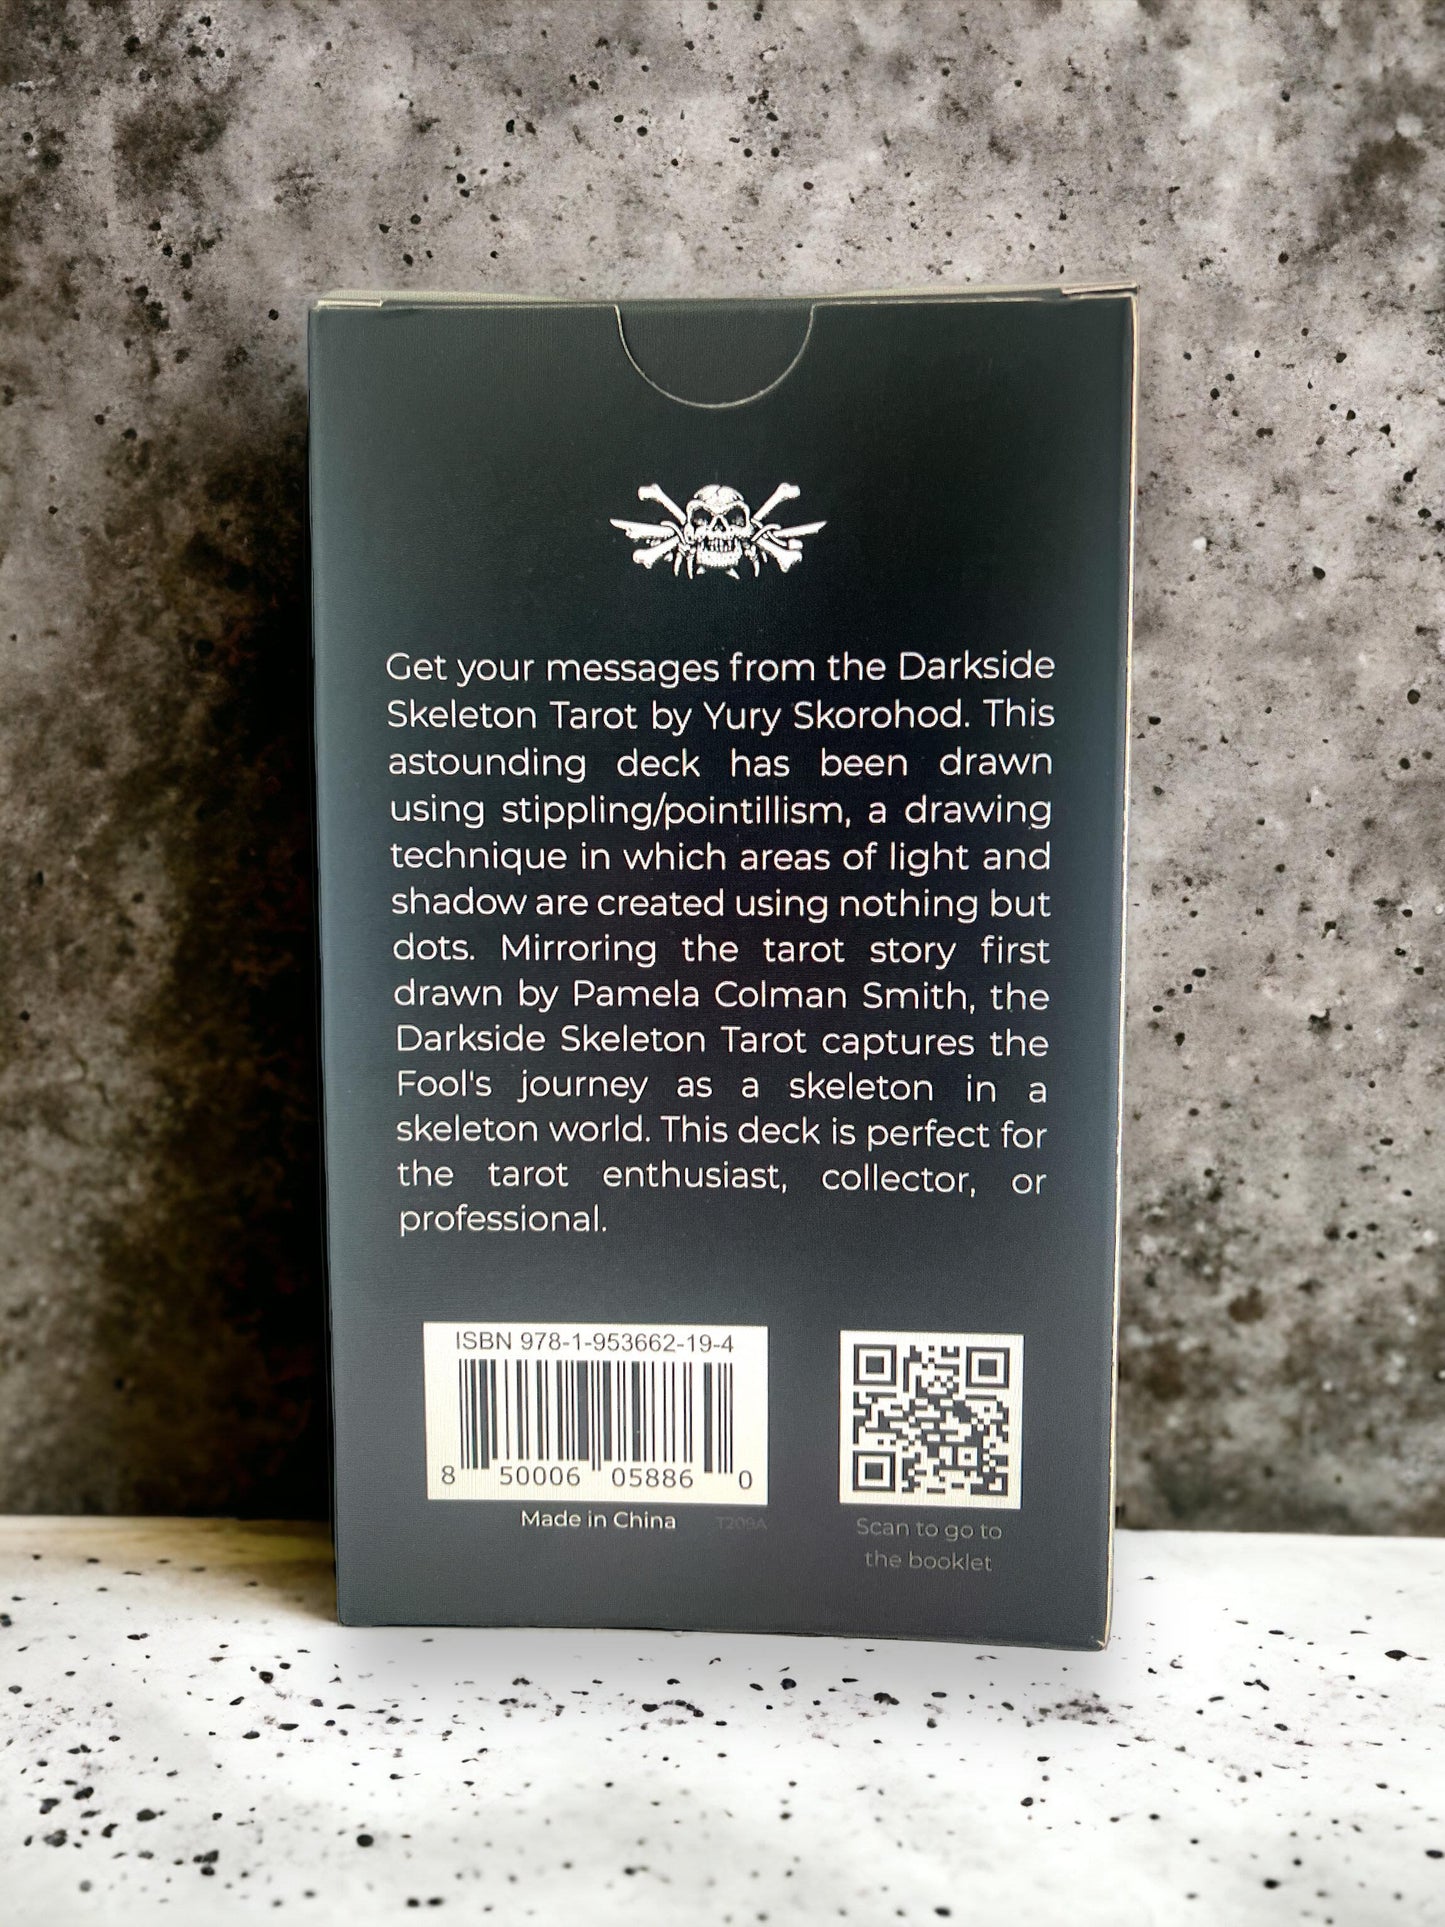 Get your messages from the Darkside
Skeleton Tarot by Yury Skorohod. This
astounding deck has been drawn
using stippling/pointillism, a drawing
technique in which areas of light and
shadow are created using nothing but
dots. Mirroring the tarot story first
drawn by Pamela Colman Smith, the
Darkside Skeleton Tarot captures the
Fool's journey as a skeleton in a
skeleton world. This deck is perfect for
the tarot enthusiast, collector, or
professional.
ISBN 978-1-953662-19-4
8 50006 05886 0
Made in China T209A
Scan to go to
the booklet